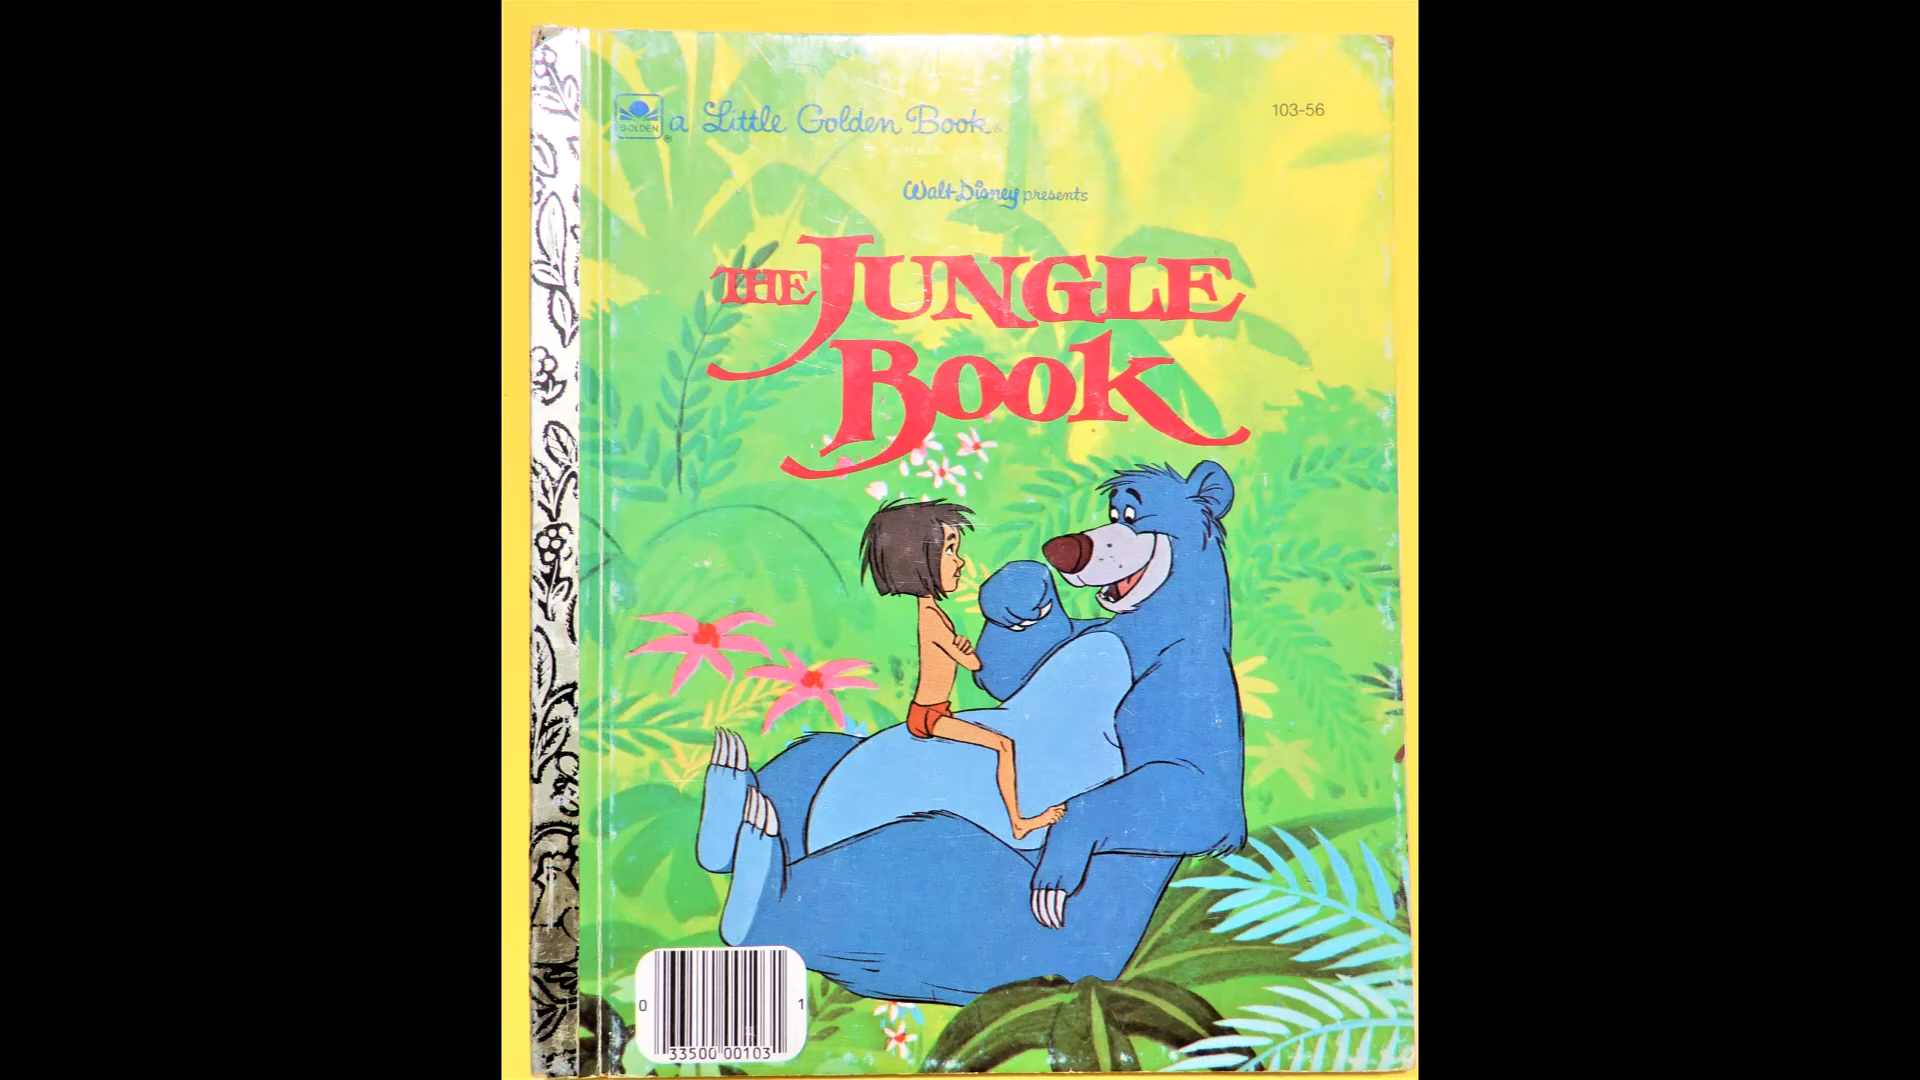 GOLDEN
a Little Golden Book®
103-56
Walt Disney presents
THE JUNGLE
BOOK
0 33500 00103 1